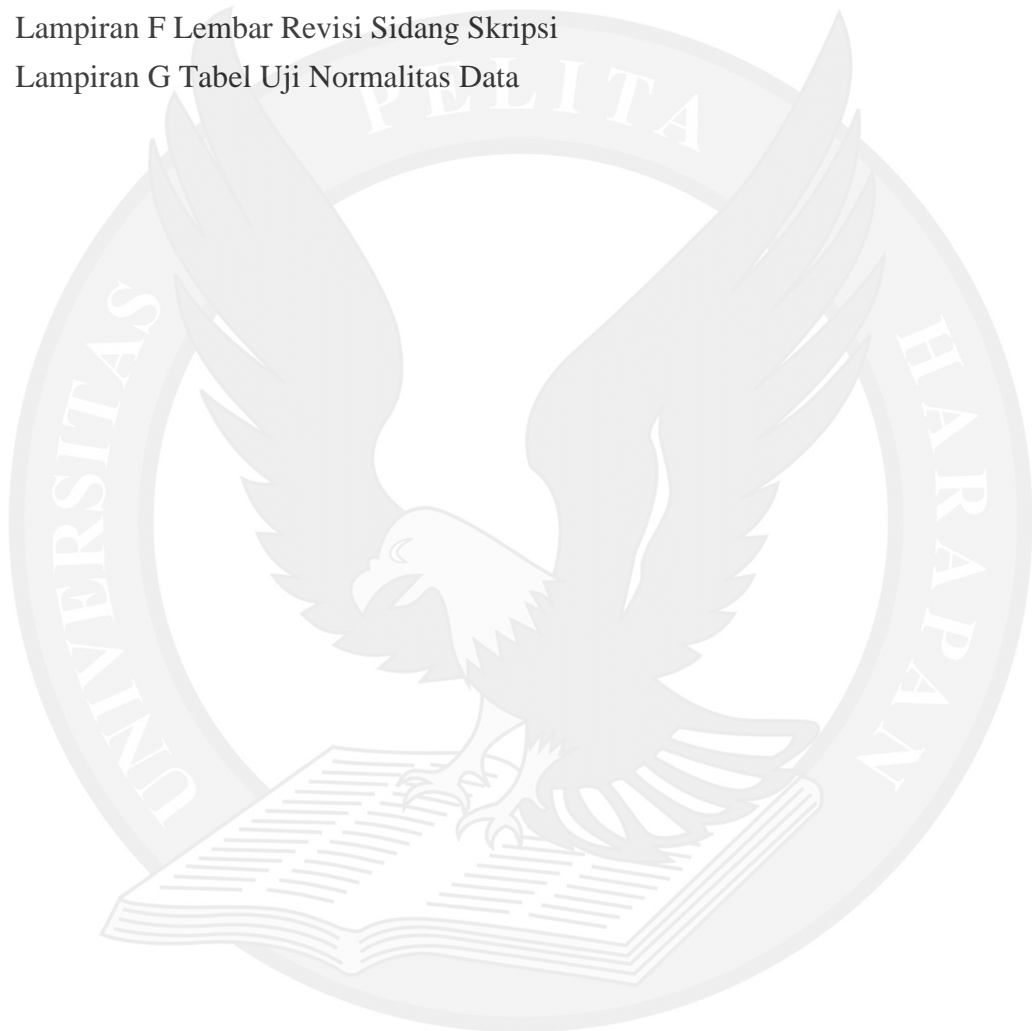 Lampiran F Lembar Revisi Sidang Skripsi
Lampiran G Tabel Uji Normalitas Data
UNIVERSITAS PELITA HARAPAN